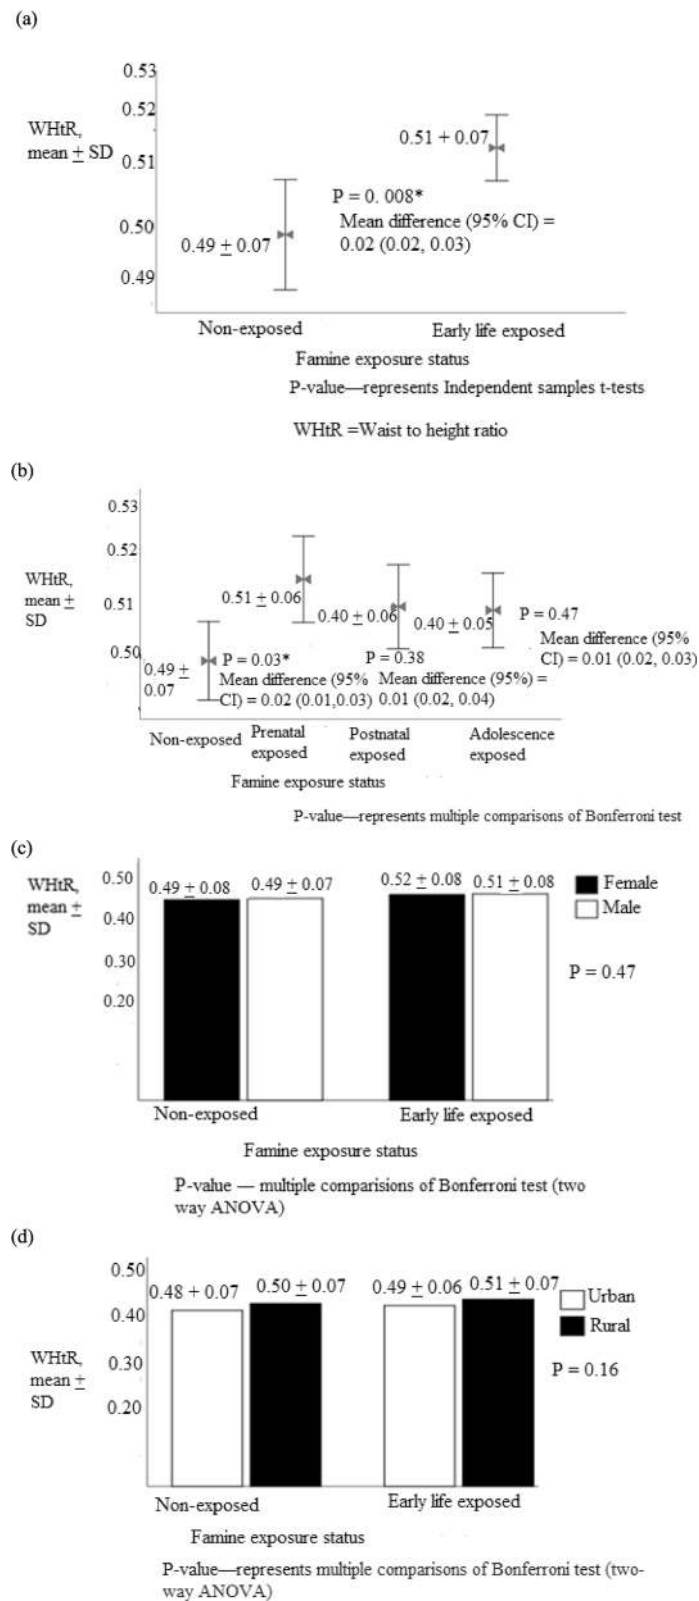 (a)
0.53
0.52
WHtR,
mean ± SD
0.51 + 0.07
0.51
P = 0. 008*
Mean difference (95% CI) =
0.02 (0.02, 0.03)
0.50
0.49 ± 0.07
0.49
Non-exposed
Early life exposed
Famine exposure status
P-value—represents Independent samples t-tests
WHtR =Waist to height ratio
(b)
0.53
0.52
WHtR,
mean ±
SD
0.51 ± 0.06
0.51
0.40 ± 0.06
0.40 ± 0.05
P = 0.47
Mean difference (95%
CI) = 0.01 (0.02, 0.03)
0.50
0.49 ±
0.07
P = 0.03*
Mean difference (95%
CI) = 0.02 (0.01,0.03)
P = 0.38
Mean difference (95%) =
0.01 (0.02, 0.04)
Non-exposed
Prenatal
exposed
Postnatal
exposed
Adolescence
exposed
Famine exposure status
P-value—represents multiple comparisons of Bonferroni test
(c)
WHtR,
mean ±
SD
0.50
0.40
0.30
0.20
0.49 ± 0.08
0.49 ± 0.07
0.52 ± 0.08
0.51 ± 0.08
Female
Male
P = 0.47
Non-exposed
Early life exposed
Famine exposure status
P-value — multiple comparisions of Bonferroni test (two
way ANOVA)
(d)
0.50
0.40
0.30
0.20
WHtR,
mean ±
SD
0.48 + 0.07
0.50 ± 0.07
0.49 ± 0.06
0.51 ± 0.07
Urban
Rural
P = 0.16
Non-exposed
Early life exposed
Famine exposure status
P-value—represents multiple comparisons of Bonferroni test (two-
way ANOVA)